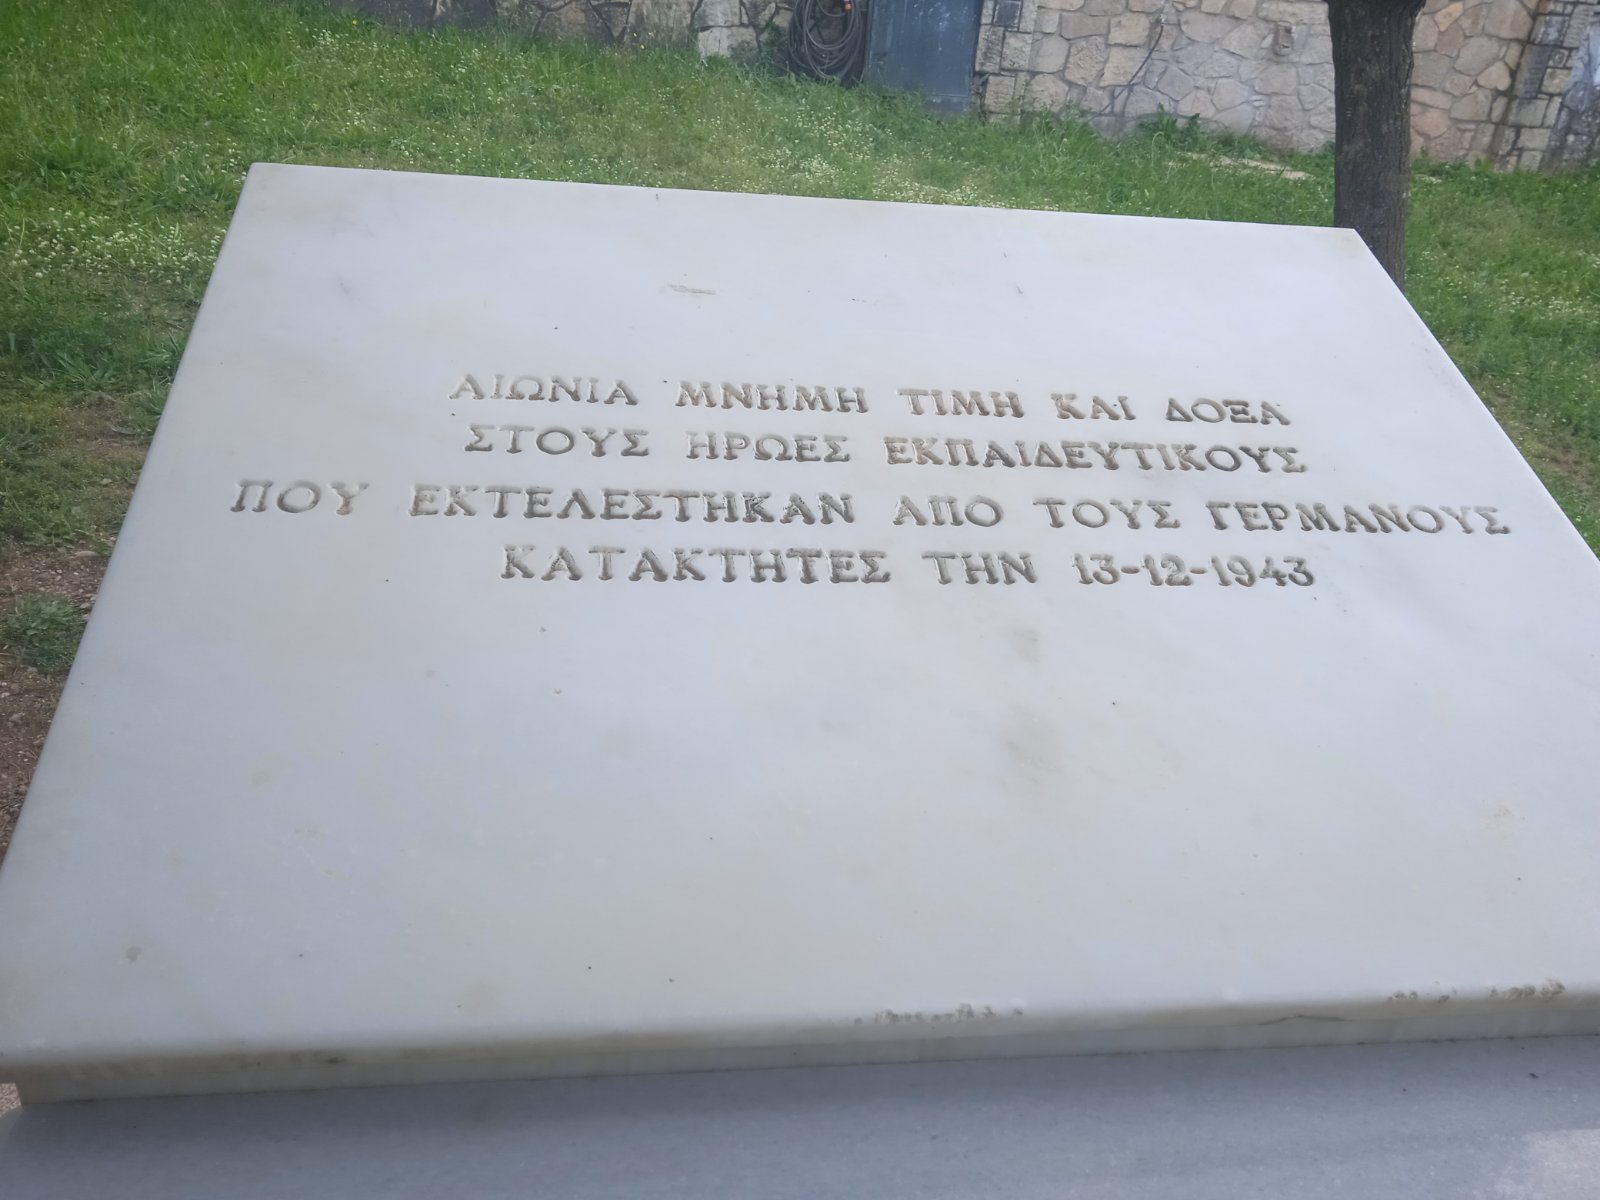 ΑΙΩΝΙΑ ΜΝΗΜΗ ΤΙΜΗ ΚΑΙ ΔΟΞΑ
ΣΤΟΥΣ ΗΡΩΕΣ ΕΚΠΑΙΔΕΥΤΙΚΟΥΣ
ΠΟΥ ΕΚΤΕΛΕΣΤΗΚΑΝ ΑΠΟ ΤΟΥΣ ΓΕΡΜΑΝΟΥΣ
ΚΑΤΑΚΤΗΤΕΣ ΤΗΝ 13-12-1943